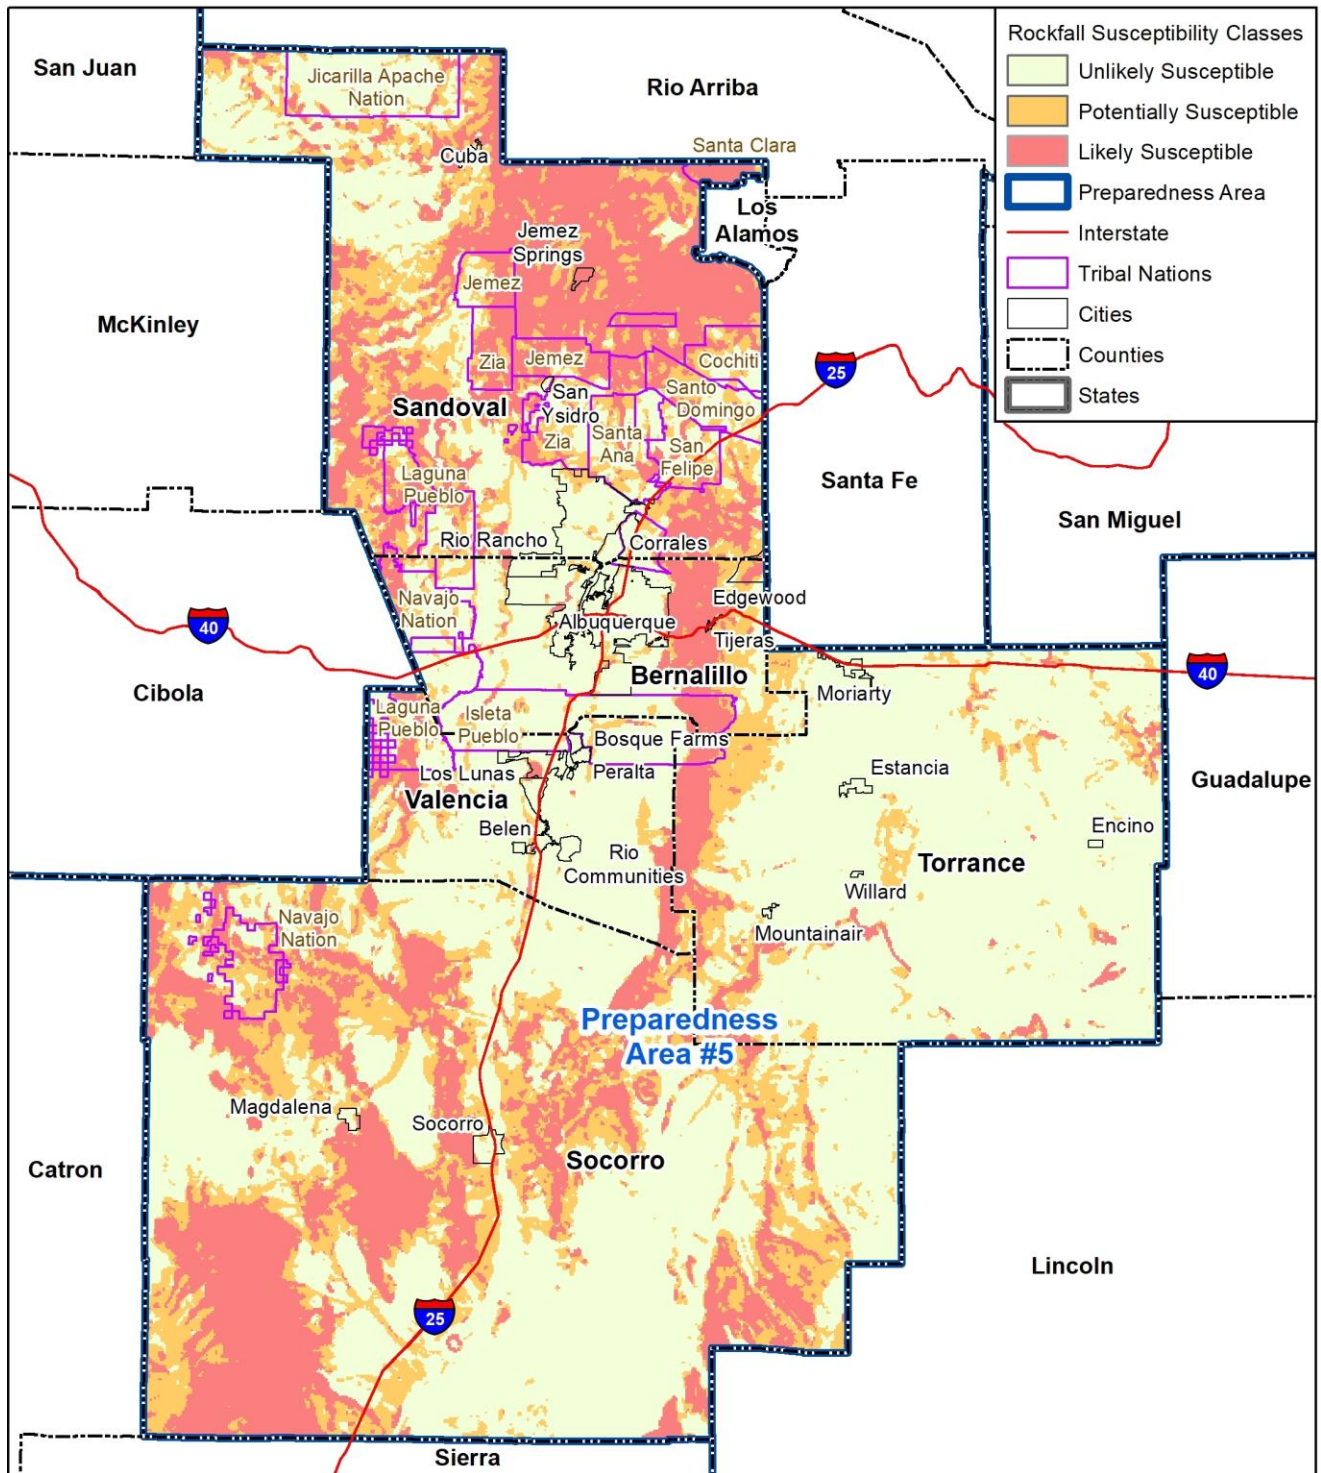 Rockfall Susceptibility Classes
Unlikely Susceptible
Potentially Susceptible
Likely Susceptible
Preparedness Area
Interstate
Tribal Nations
Cities
Counties
States
San Juan
Rio Arriba
Jicarilla Apache
Nation
Santa Clara
Cuba
Los
Alamos
Jemez
Springs
Jemez
McKinley
Zia
Jemez
Cochiti
25
Sandoval
San
Ysidro
Santo
Domingo
Zia
Santa
Ana
San
Felipe
Laguna
Pueblo
Santa Fe
San Miguel
Rio Rancho
Corrales
Navajo
Nation
Edgewood
40
Albuquerque
Tijeras
Bernalillo
Moriarty
40
Cibola
Laguna
Pueblo
Isleta
Pueblo
Bosque Farms
Los Lunas
Peralta
Estancia
Guadalupe
Valencia
Belen
Rio
Communities
Encino
Torrance
Willard
Navajo
Nation
Mountainair
Preparedness
Area #5
Magdalena
Socorro
Socorro
Catron
Lincoln
25
Sierra